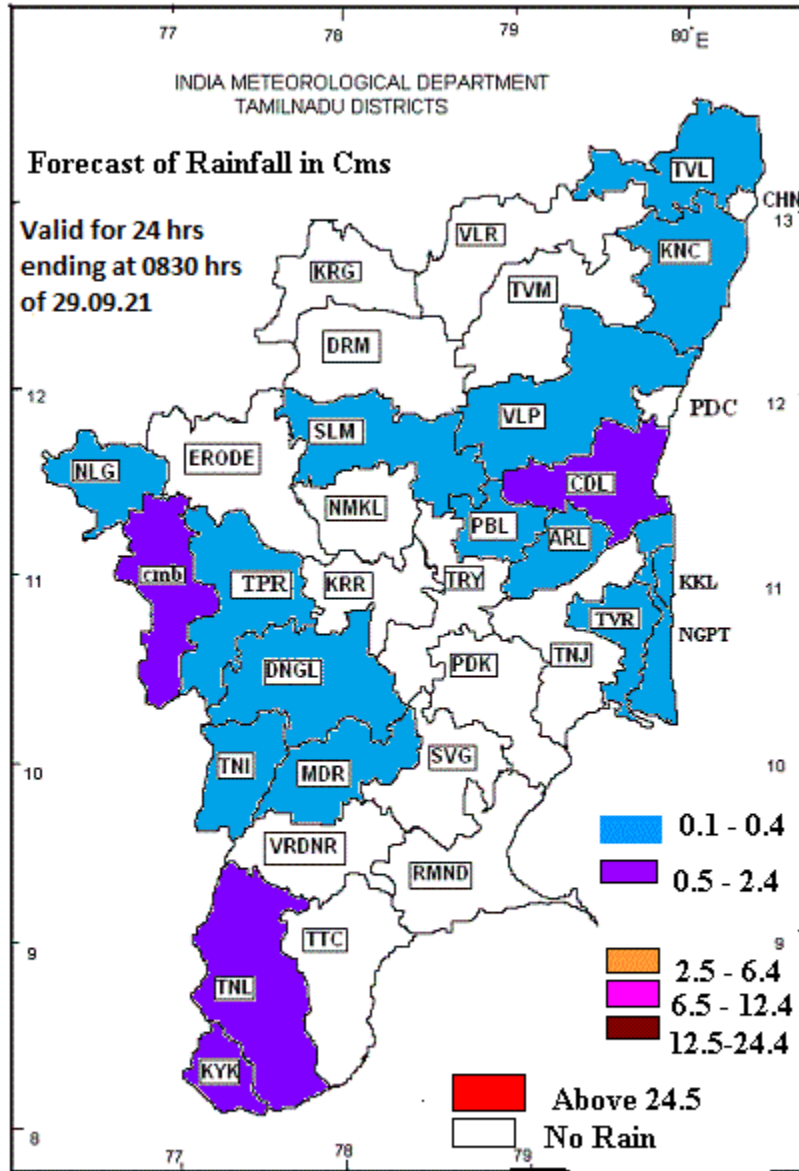 77 78 79 80° E
INDIA METEOROLOGICAL DEPARTMENT
TAMILNADU DISTRICTS
Forecast of Rainfall in Cms
TVL
CHN
13
Valid for 24 hrs
ending at 0830 hrs
of 29.09.21
VLR
KNC
KRG
TVM
DRM
12
12
PDC
SLM
VLP
ERODE
NLG
CDL
NMKL
PBL
ARL
11
cmb
TPR
KRR
TRY
KKL
11
TVR
NGPT
DNGL
PDK
TNJ
10
TNI
MDR
SVG
10
0.1 - 0.4
VRDNR
RMND
0.5 - 2.4
9
TTC
9
2.5 - 6.4
TNL
6.5 - 12.4
12.5-24.4
KYK
Above 24.5
8
No Rain
77 78 79